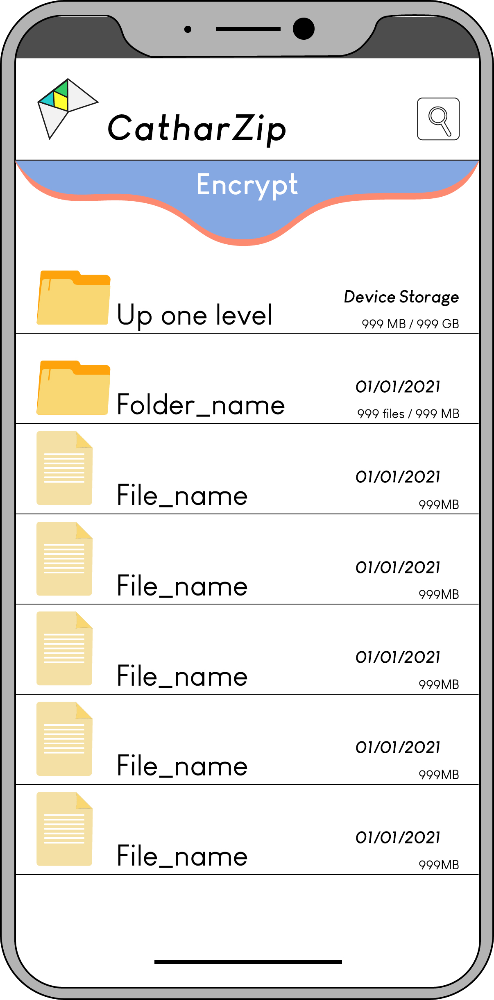 CatharZip
Encrypt
Up one level
Device Storage
999 MB / 999 GB
Folder_name
01/01/2021
999 files / 999 MB
File_name
01/01/2021
999MB
File_name
01/01/2021
999MB
File_name
01/01/2021
999MB
File_name
01/01/2021
999MB
File_name
01/01/2021
999MB